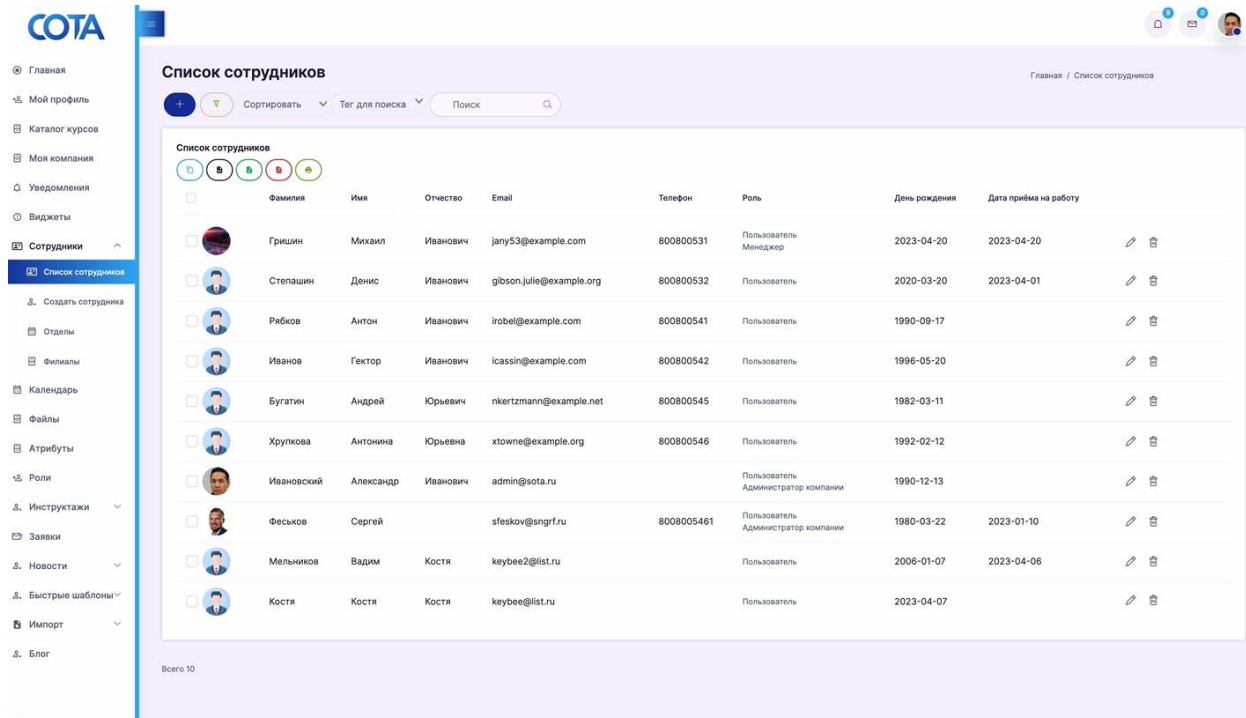 СОТА
9
0
Главная
Мой профиль
Каталог курсов
Моя компания
Уведомления
Виджеты
Сотрудники
Список сотрудников
Создать сотрудника
Отделы
Филиалы
Календарь
Файлы
Атрибуты
Роли
Инструктажи
Заявки
Новости
Быстрые шаблоны
Импорт
Блог
Список сотрудников
Главная / Список сотрудников
+ Сортировать Тег для поиска Поиск
Список сотрудников
Фамилия Имя Отчество Email Телефон Роль День рождения Дата приёма на работу
Гришин Михаил Иванович jany53@example.com 800800531 Пользователь Менеджер 2023-04-20 2023-04-20
Степашин Денис Иванович gibson.julie@example.org 800800532 Пользователь 2020-03-20 2023-04-01
Рябков Антон Иванович irobel@example.com 800800541 Пользователь 1990-09-17
Иванов Гектор Иванович icassin@example.com 800800542 Пользователь 1996-05-20
Бугатин Андрей Юрьевич nkertzmann@example.net 800800545 Пользователь 1982-03-11
Хрупкова Антонина Юрьевна xtowne@example.org 800800546 Пользователь 1992-02-12
Ивановский Александр Иванович admin@sota.ru Пользователь Администратор компании 1990-12-13
Феськов Сергей sfeskov@sngrf.ru 8008005461 Пользователь Администратор компании 1980-03-22 2023-01-10
Мельников Вадим Костя keybee2@list.ru Пользователь 2006-01-07 2023-04-06
Костя Костя Костя keybee@list.ru Пользователь 2023-04-07
Всего 10